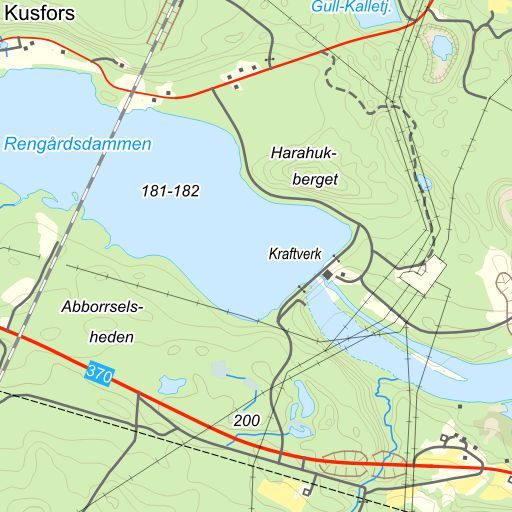 Kusfors
Gull-Kalletj.
Rengårdsdammen
Harahuk-
berget
181-182
Kraftverk
Abborrsels-
heden
370
200